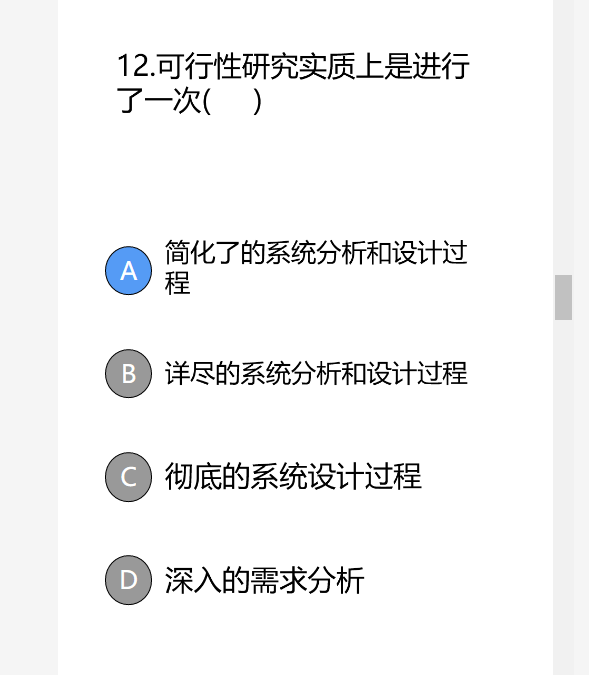 12.可行性研究实质上是进行
了一次(      )
A 简化了的系统分析和设计过
程
B 详尽的系统分析和设计过程
C 彻底的系统设计过程
D 深入的需求分析